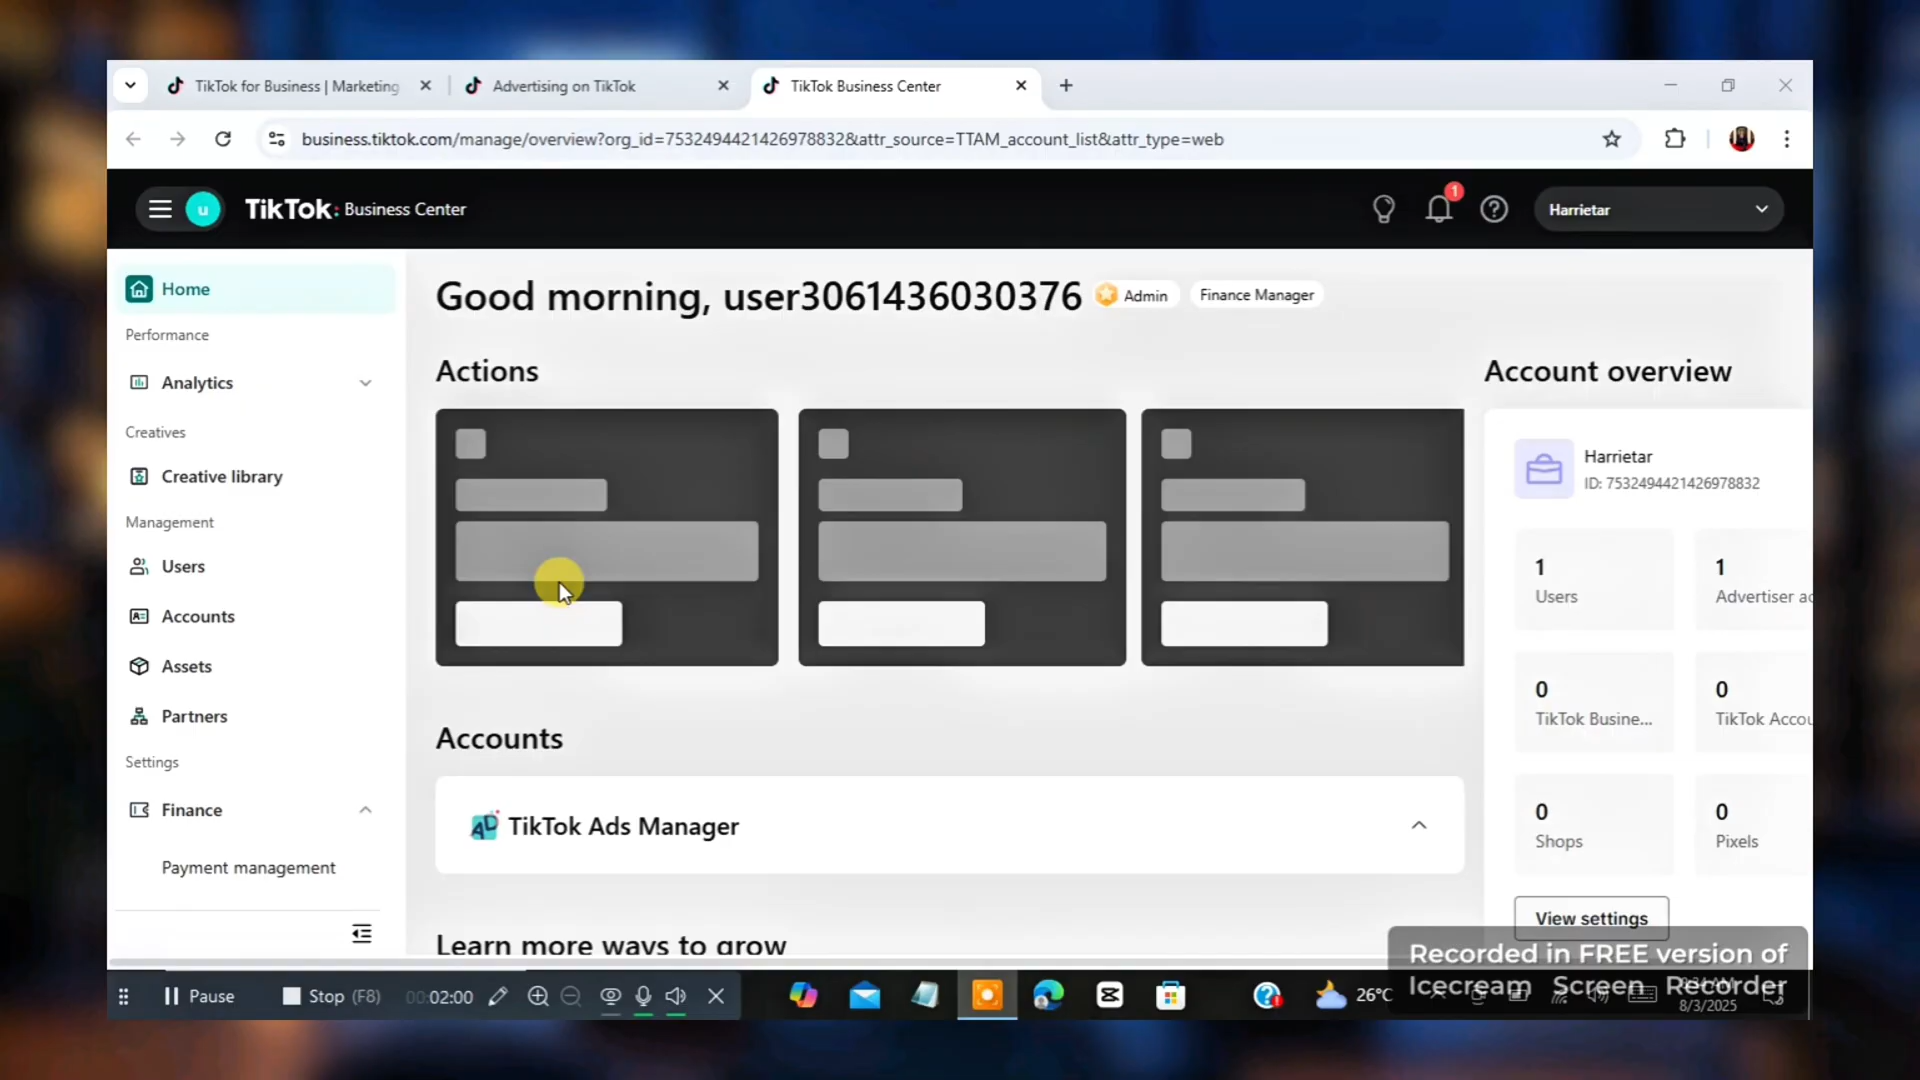 TikTok for Business | Marketing
Advertising on TikTok
TikTok Business Center
business.tiktok.com/manage/overview?org_id=7532494421426978832&attr_source=TTAM_account_list&attr_type=web
u
TikTok: Business Center
1
Harrietar
Home
Performance
Analytics
Creatives
Creative library
Management
Users
Accounts
Assets
Partners
Settings
Finance
Payment management
Good morning, user3061436030376
Admin
Finance Manager
Actions
Accounts
AD
TikTok Ads Manager
Learn more ways to grow
Account overview
Harrietar
ID: 7532494421426978832
1
Users
1
Advertiser ac
0
TikTok Busine...
0
TikTok Accou
0
Shops
0
Pixels
View settings
Recorded in FREE version of
Icecream Screen Recorder
Pause
Stop (F8)
00:02:00
26°C
8/3/2025